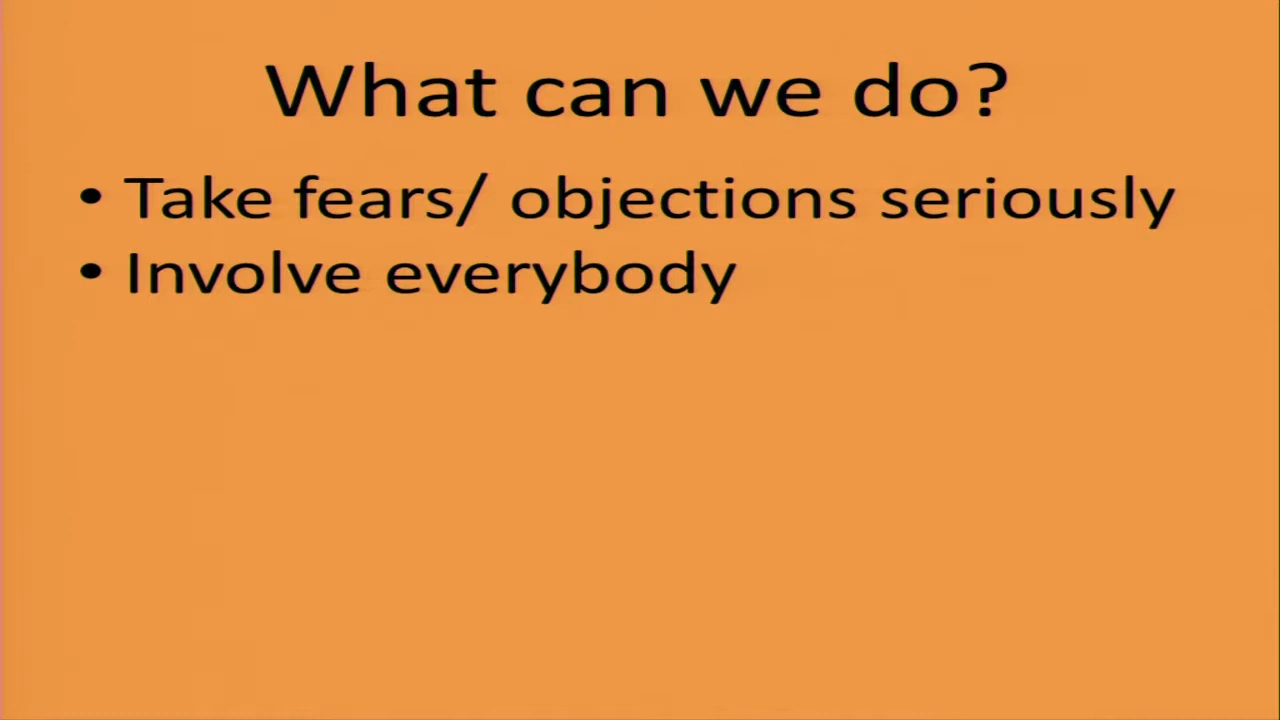 What can we do?
• Take fears/ objections seriously
• Involve everybody